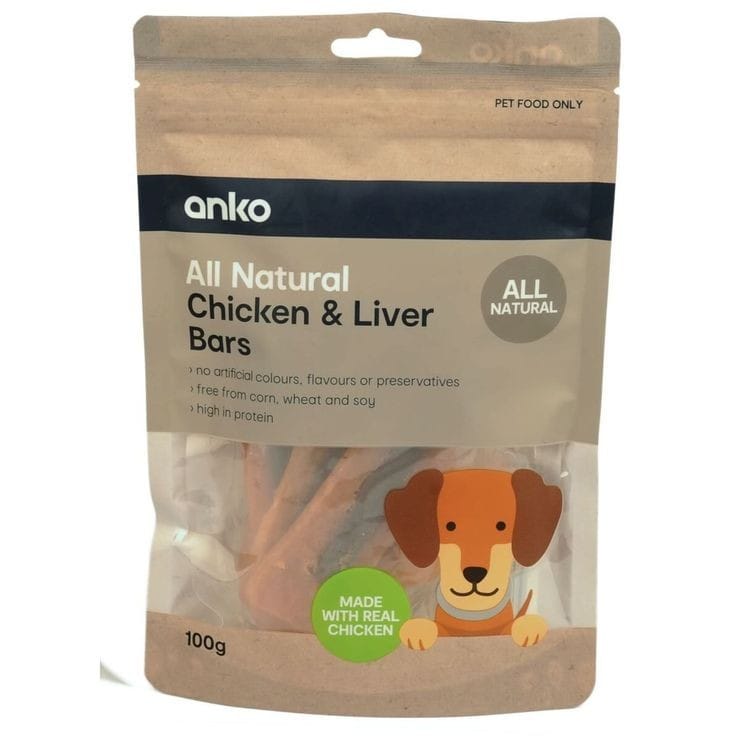 anko
PET FOOD ONLY
anko
All Natural
Chicken & Liver
Bars
ALL
NATURAL
› no artificial colours, flavours or preservatives
› free from corn, wheat and soy
› high in protein
MADE
WITH REAL
CHICKEN
100g